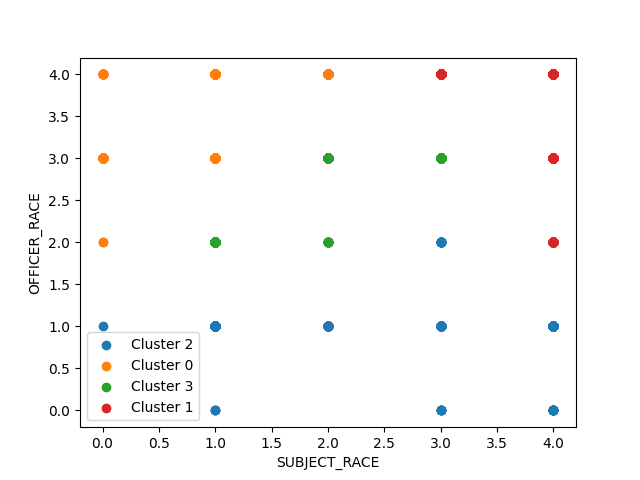 4.0
3.5
3.0
2.5
2.0
1.5
1.0
0.5
0.0
OFFICER_RACE
Cluster 2
Cluster 0
Cluster 3
Cluster 1
0.0 0.5 1.0 1.5 2.0 2.5 3.0 3.5 4.0
SUBJECT_RACE